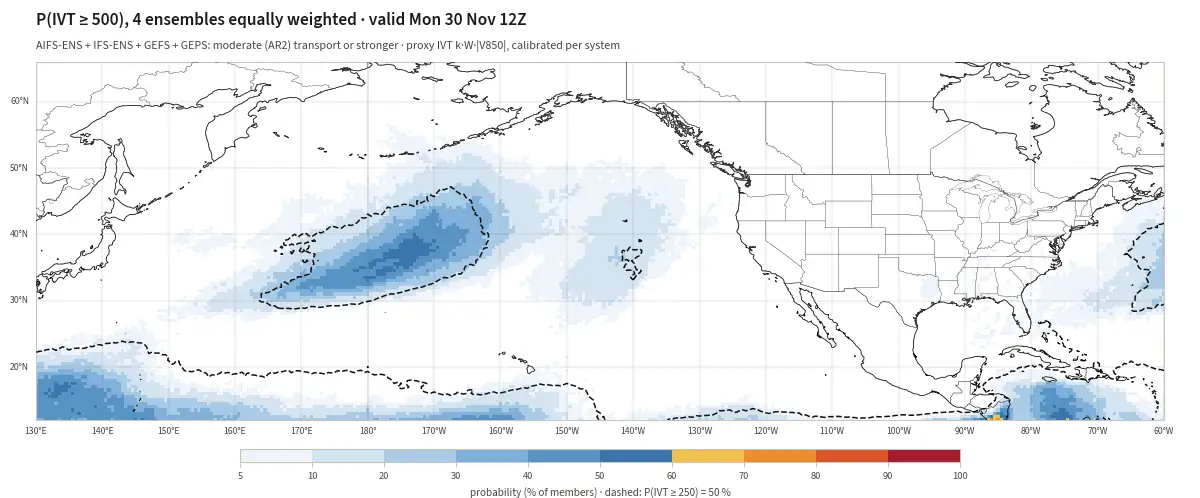 P(IVT ≥ 500), 4 ensembles equally weighted · valid Mon 30 Nov 12Z
AIFS-ENS + IFS-ENS + GEFS + GEPS: moderate (AR2) transport or stronger · proxy IVT k·W·|V850|, calibrated per system
60°N
50°N
40°N
30°N
20°N
130°E 140°E 150°E 160°E 170°E 180° 170°W 160°W 150°W 140°W 130°W 120°W 110°W 100°W 90°W 80°W 70°W 60°W
5 10 20 30 40 50 60 70 80 90 100
probability (% of members) · dashed: P(IVT ≥ 250) = 50 %